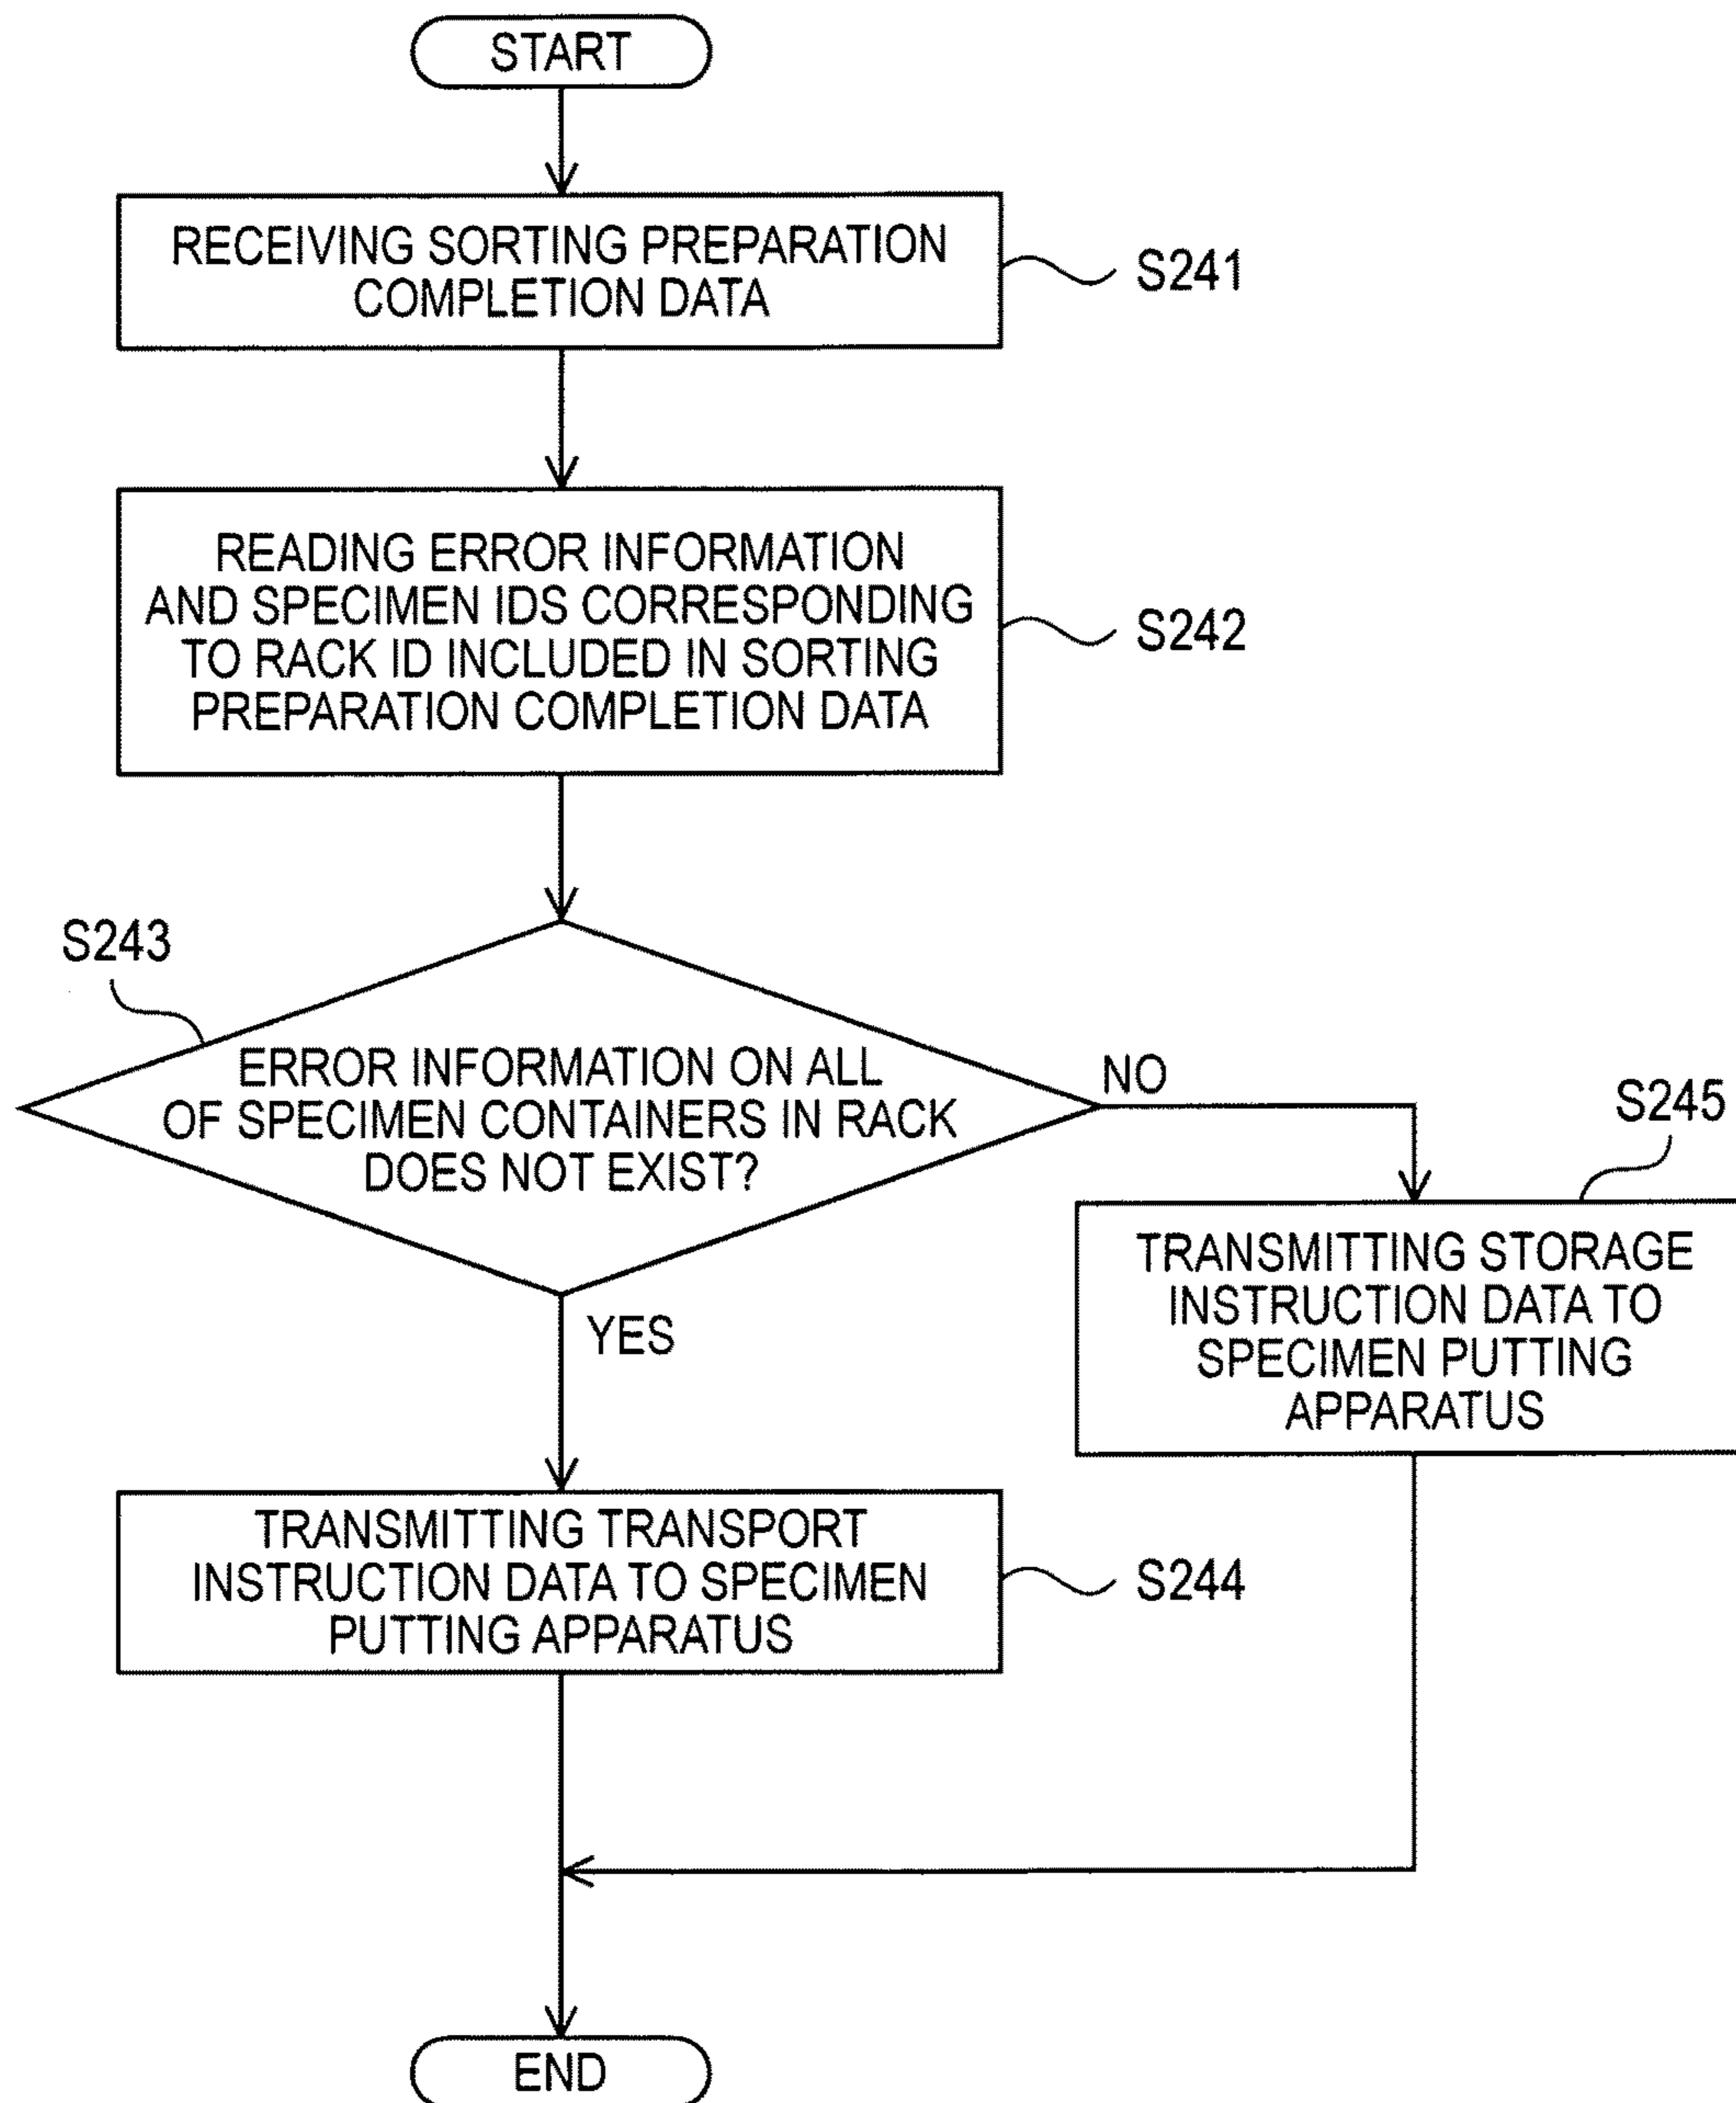 START
RECEIVING SORTING PREPARATION
COMPLETION DATA
S241
READING ERROR INFORMATION
AND SPECIMEN IDS CORRESPONDING
TO RACK ID INCLUDED IN SORTING
PREPARATION COMPLETION DATA
S242
S243
ERROR INFORMATION ON ALL
OF SPECIMEN CONTAINERS IN RACK
DOES NOT EXIST?
NO
S245
TRANSMITTING STORAGE
INSTRUCTION DATA TO
SPECIMEN PUTTING
APPARATUS
YES
TRANSMITTING TRANSPORT
INSTRUCTION DATA TO SPECIMEN
PUTTING APPARATUS
S244
END